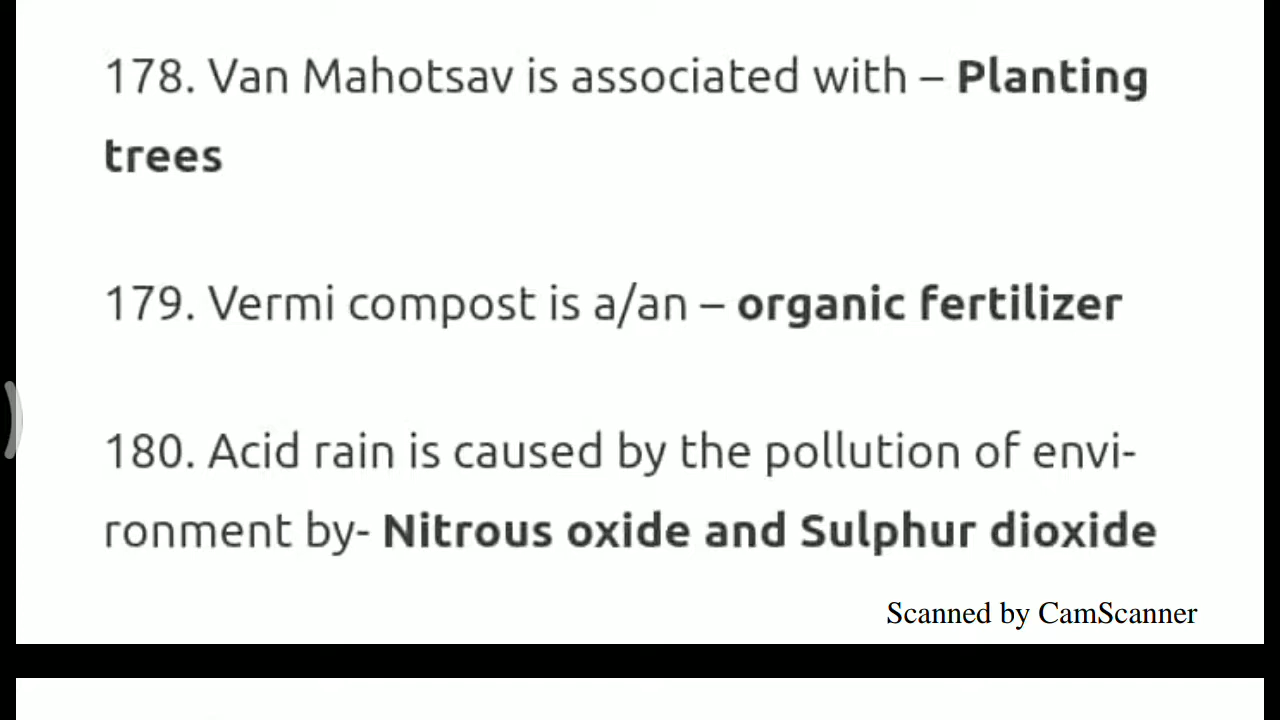 178. Van Mahotsav is associated with – Planting
trees
179. Vermi compost is a/an – organic fertilizer
180. Acid rain is caused by the pollution of envi-
ronment by- Nitrous oxide and Sulphur dioxide
Scanned by CamScanner